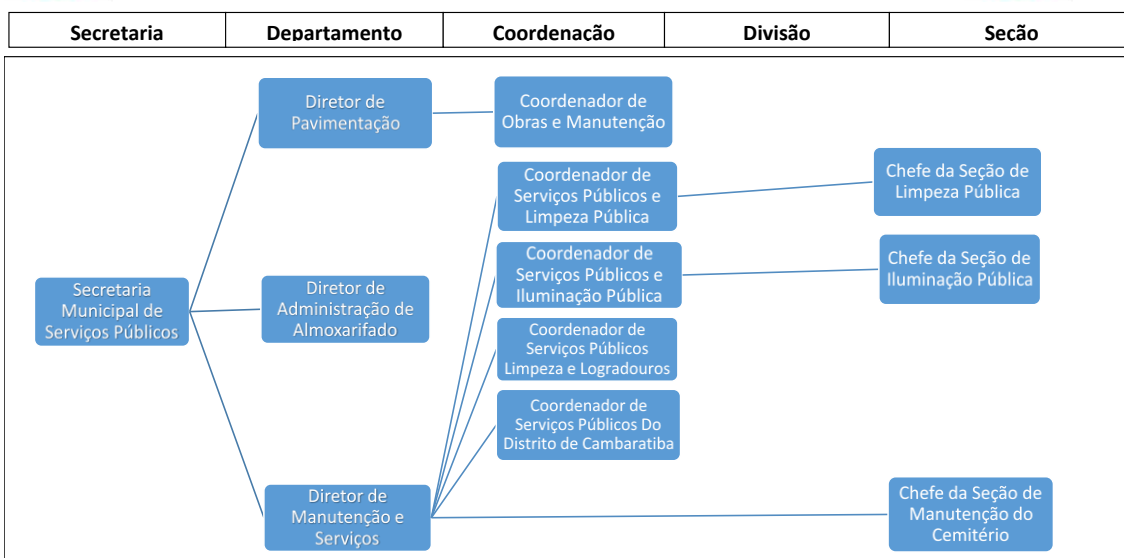 Secretaria
Departamento
Coordenação
Divisão
Seção
Diretor de
Pavimentação
Coordenador de
Obras e Manutenção
Coordenador de
Serviços Públicos e
Limpeza Pública
Chefe da Seção de
Limpeza Pública
Coordenador de
Serviços Públicos e
Iluminação Pública
Chefe da Seção de
Iluminação Pública
Secretaria
Municipal de
Serviços Públicos
Diretor de
Administração de
Almoxarifado
Coordenador de
Serviços Públicos
Limpeza e Logradouros
Coordenador de
Serviços Públicos Do
Distrito de Cambaratiba
Diretor de
Manutenção e
Serviços
Chefe da Seção de
Manutenção do
Cemitério